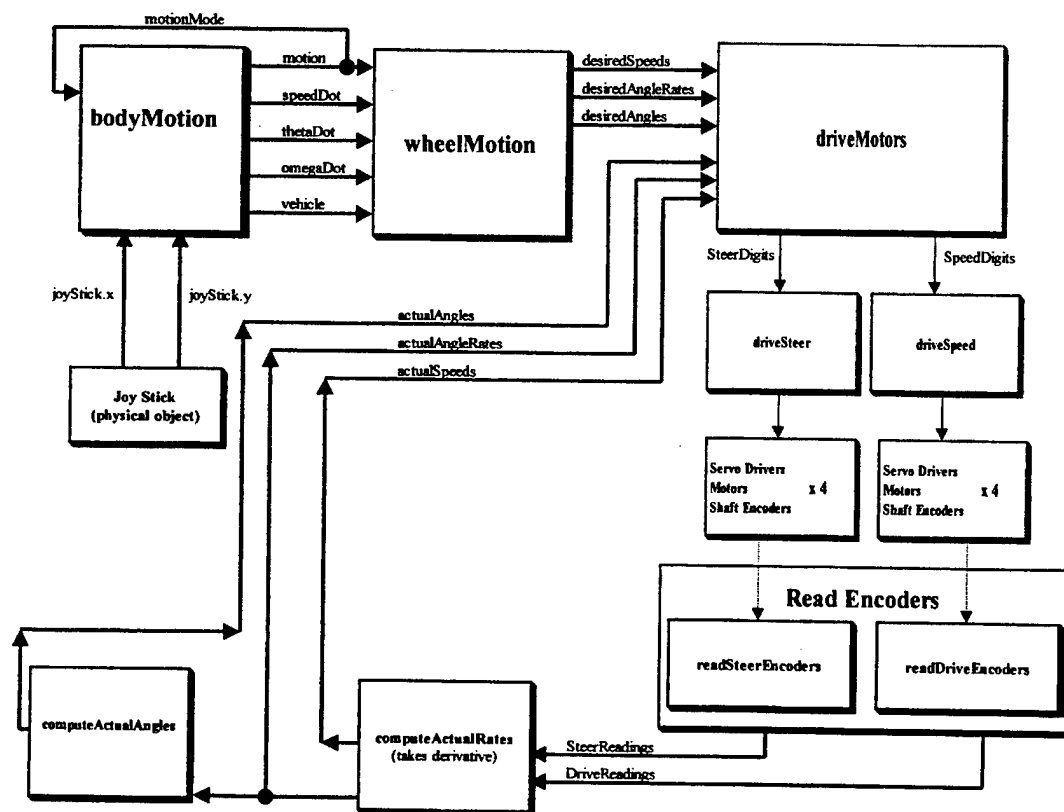 motionMode
bodyMotion
motion
speedDot
thetaDot
omegaDot
vehicle
wheelMotion
desiredSpeeds
desiredAngleRates
desiredAngles
driveMotors
SteerDigits
SpeedDigits
joyStick.x
joyStick.y
Joy Stick
(physical object)
actualAngles
actualAngleRates
actualSpeeds
driveSteer
driveSpeed
Servo Drivers
Motors x 4
Shaft Encoders
Servo Drivers
Motors x 4
Shaft Encoders
Read Encoders
readSteerEncoders
readDriveEncoders
computeActualAngles
computeActualRates
(takes derivative)
SteerReadings
DriveReadings